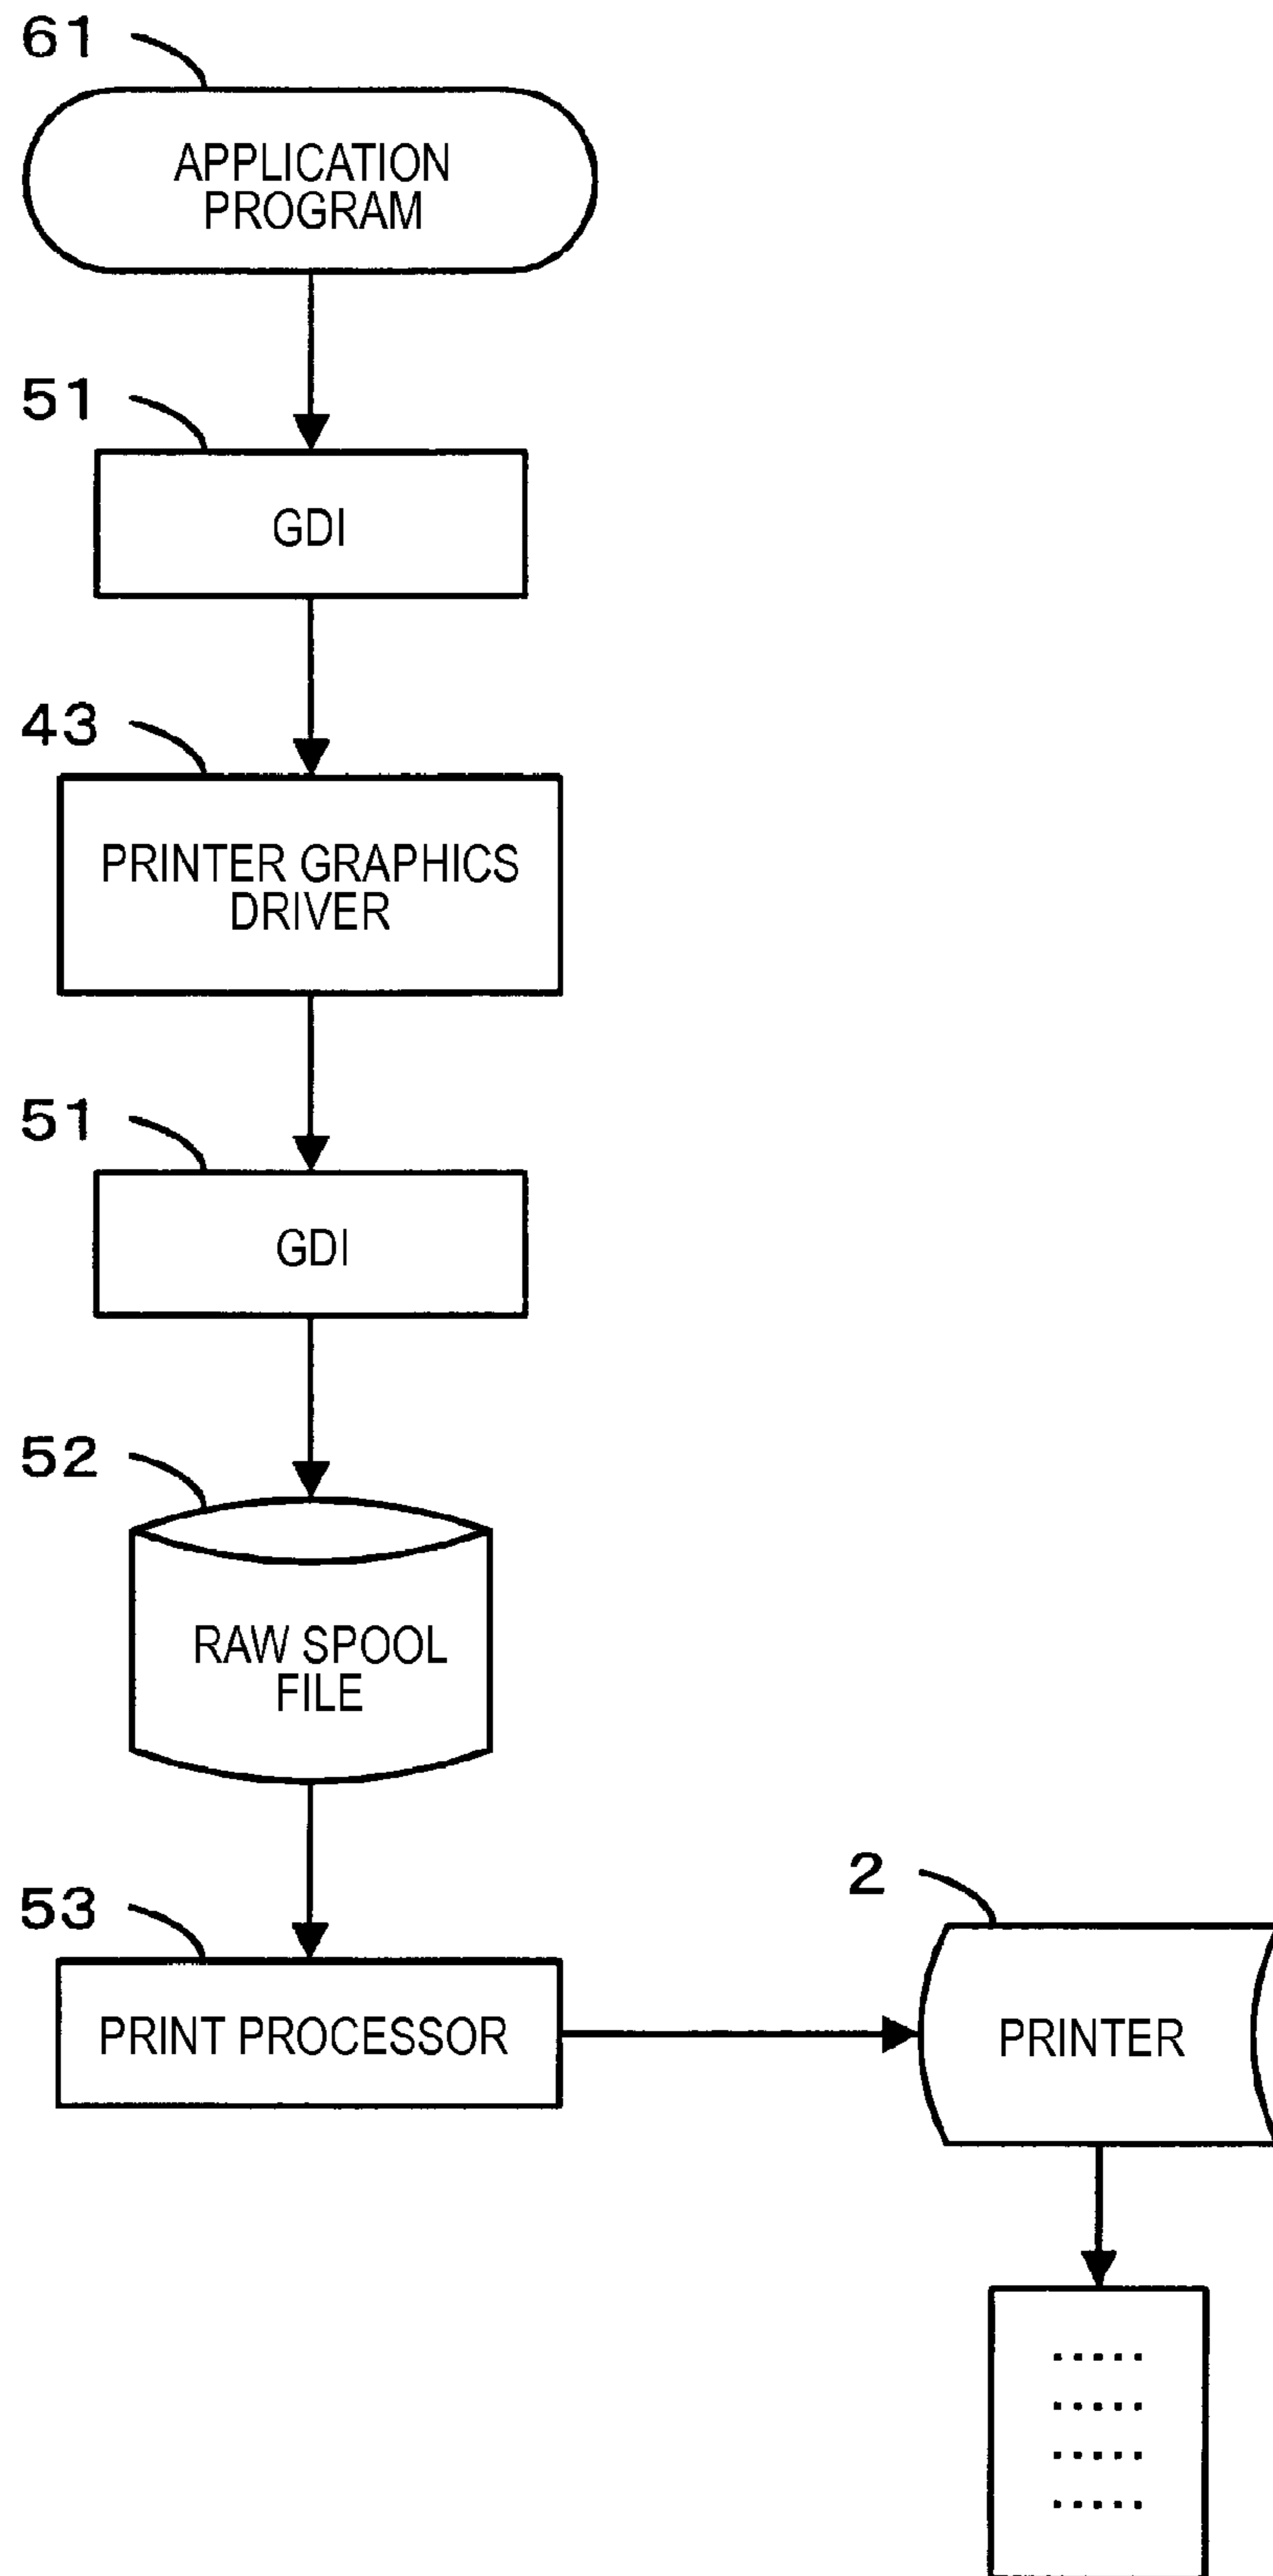 61
APPLICATION
PROGRAM
51
GDI
43
PRINTER GRAPHICS
DRIVER
51
GDI
52
RAW SPOOL
FILE
53
PRINT PROCESSOR
2
PRINTER